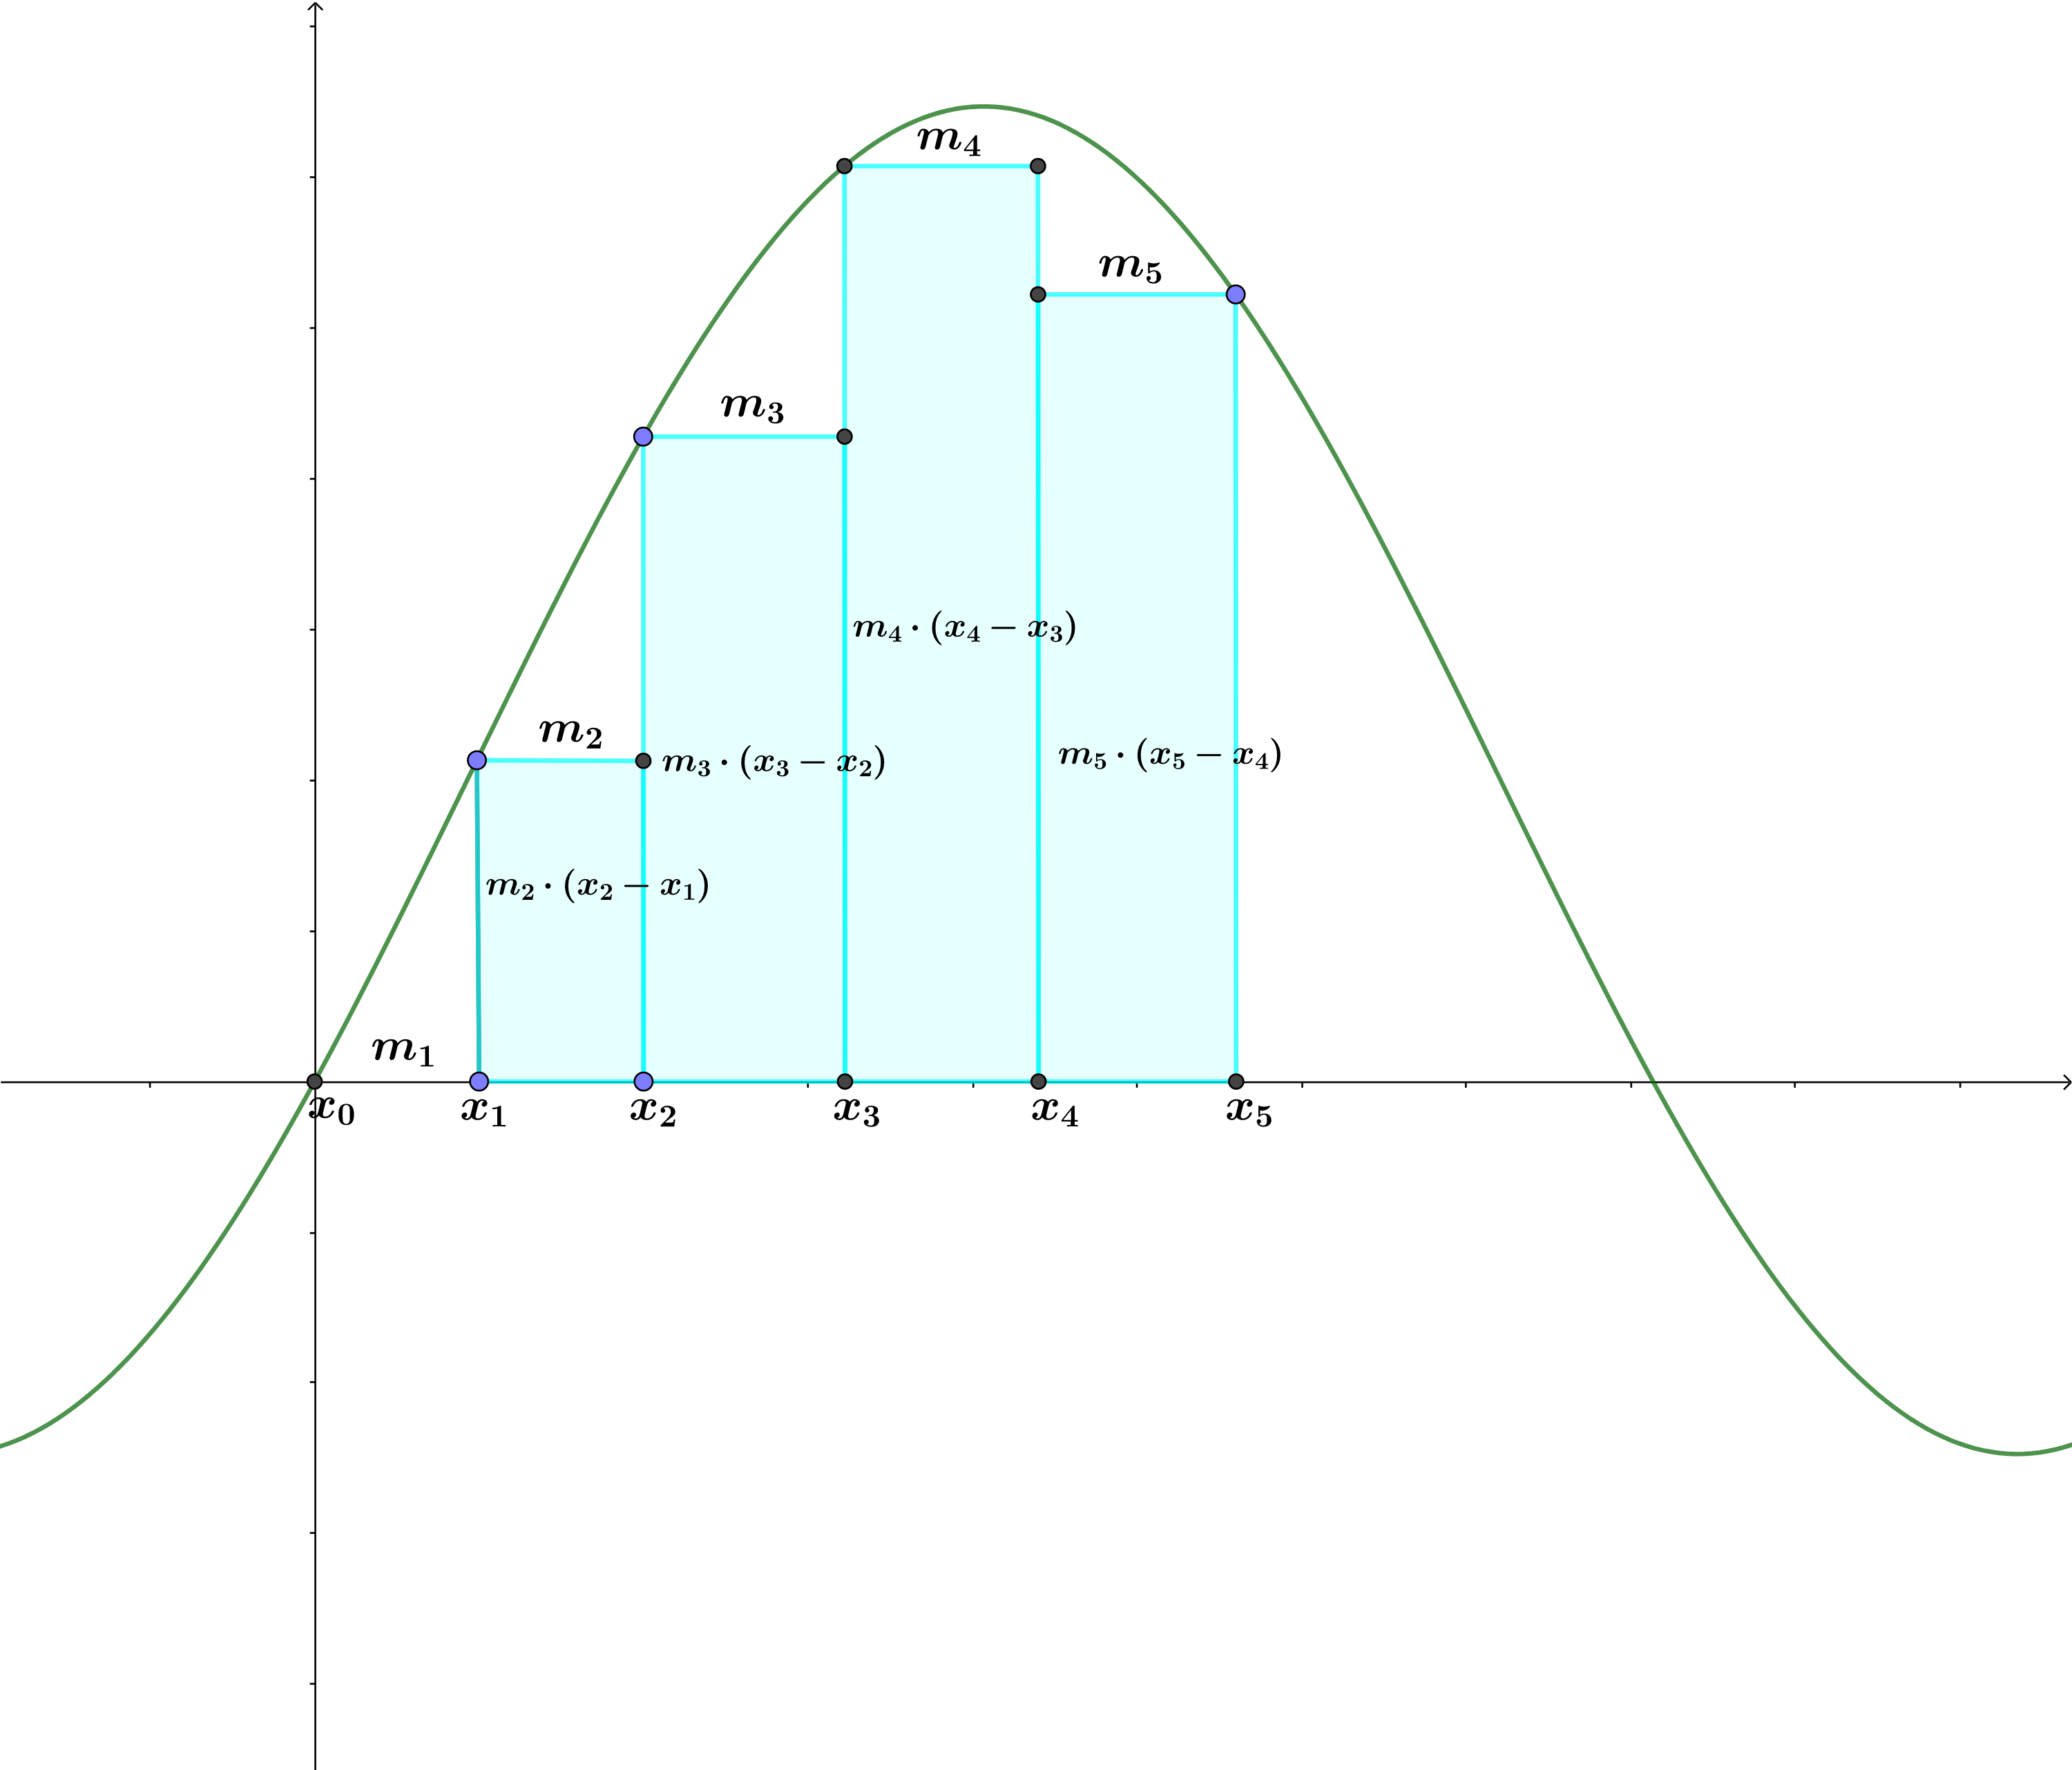 m₄
m₅
m₃
m₄ · (x₄ − x₃)
m₂
m₃ · (x₃ − x₂)
m₅ · (x₅ − x₄)
m₂ · (x₂ − x₁)
m₁
x₀ x₁ x₂ x₃ x₄ x₅